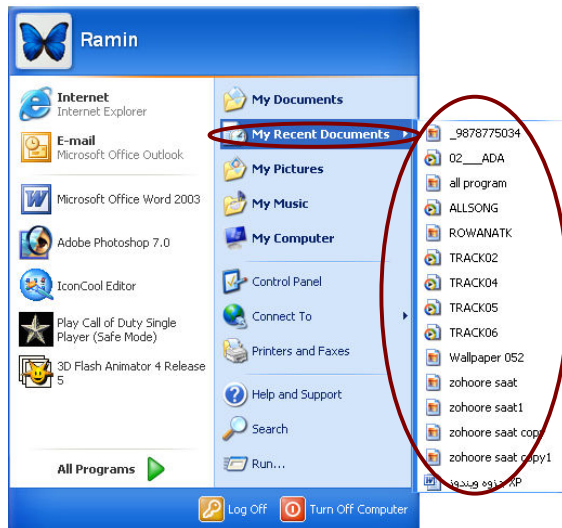 Ramin
Internet
Internet Explorer
E-mail
Microsoft Office Outlook
Microsoft Office Word 2003
Adobe Photoshop 7.0
IconCool Editor
Play Call of Duty Single
Player (Safe Mode)
3D Flash Animator 4 Release
5
All Programs
My Documents
My Recent Documents
My Pictures
My Music
My Computer
Control Panel
Connect To
Printers and Faxes
Help and Support
Search
Run...
_9878775034
02___ADA
all program
ALLSONG
ROWANATK
TRACK02
TRACK04
TRACK05
TRACK06
Wallpaper 052
zohoore saat
zohoore saat1
zohoore saat copy
zohoore saat copy1
جزوه ویندوز XP
Log Off
Turn Off Computer